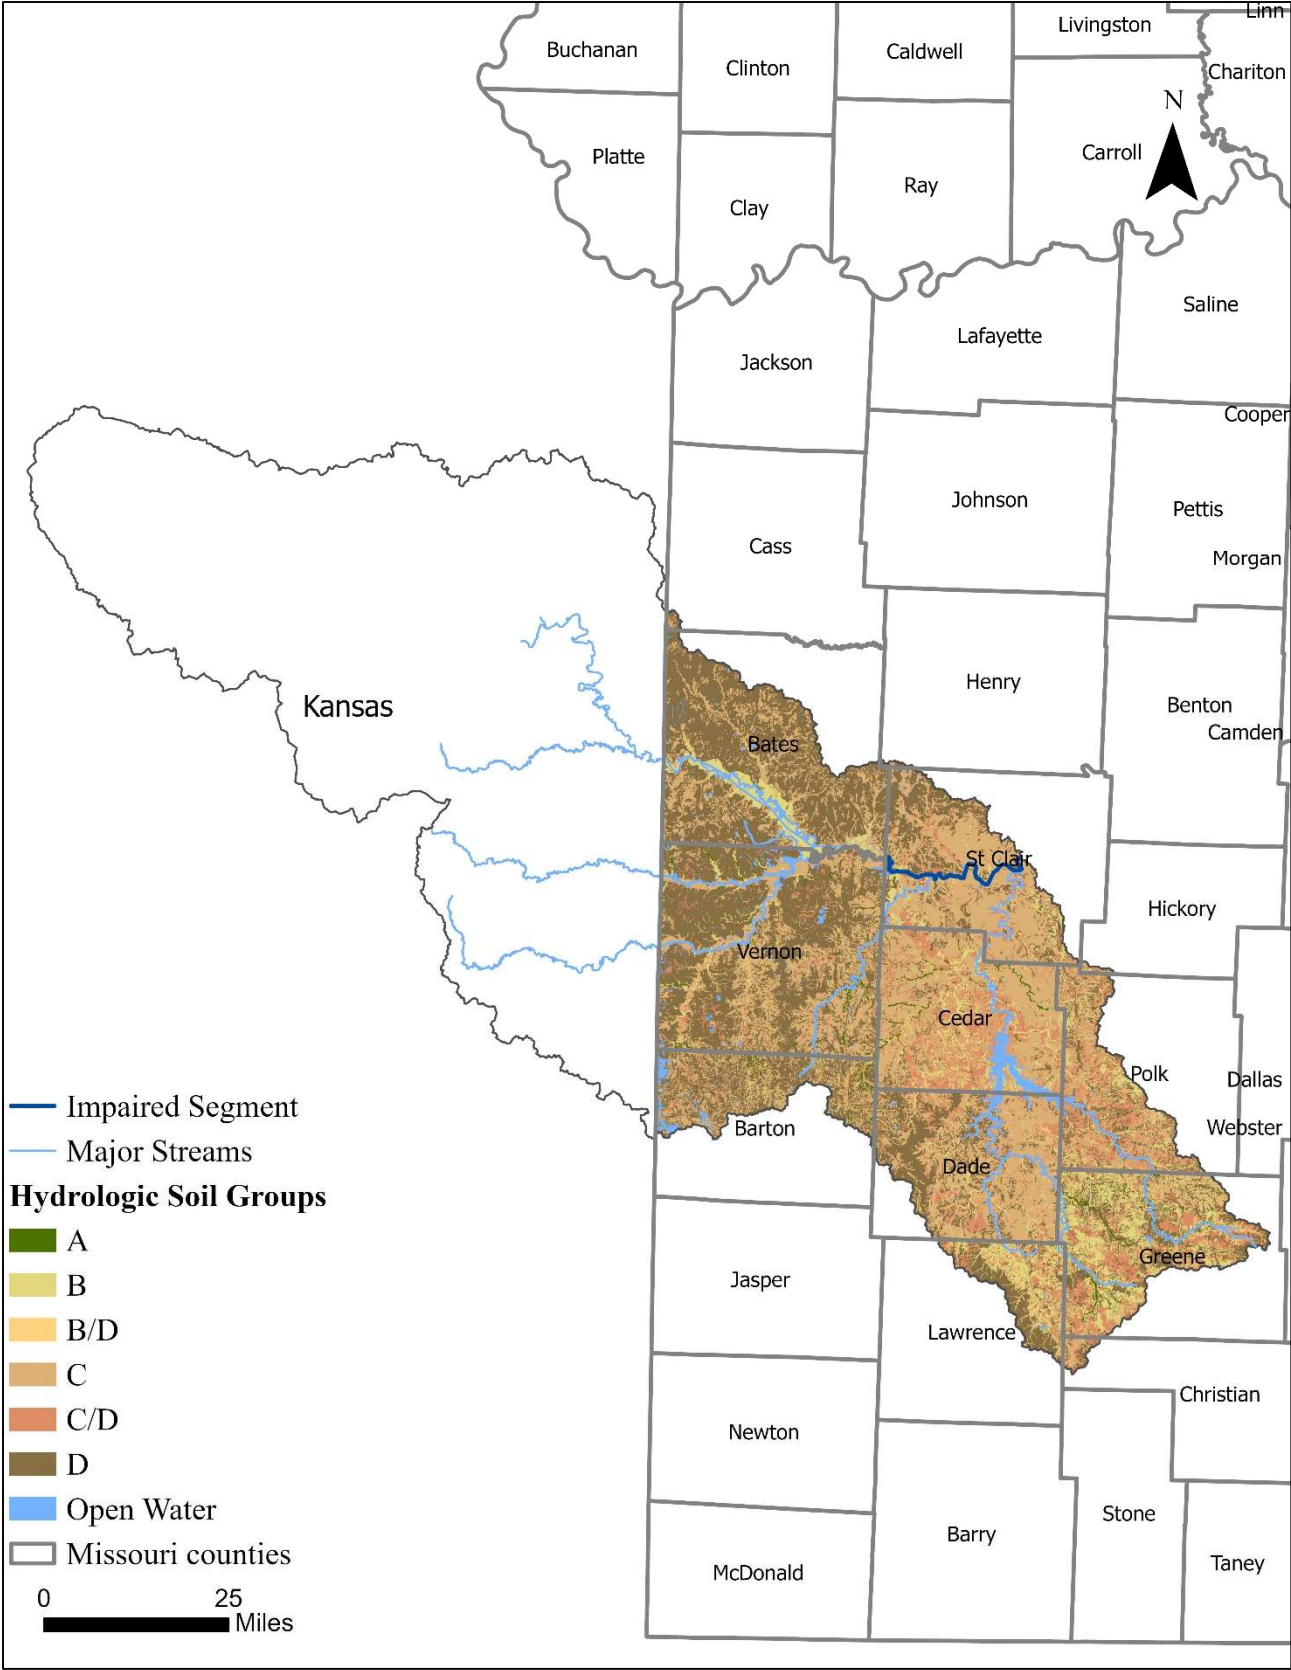 Linn
Livingston
Buchanan
Caldwell
Clinton
Chariton
N
Carroll
Platte
Ray
Clay
Saline
Lafayette
Jackson
Cooper
Johnson
Pettis
Cass
Morgan
Henry
Kansas
Benton
Camden
Bates
St Clair
Hickory
Vernon
Cedar
Polk
Dallas
Webster
Barton
Dade
Greene
Jasper
Lawrence
Christian
Newton
Stone
Barry
Taney
McDonald
Impaired Segment
Major Streams
Hydrologic Soil Groups
A
B
B/D
C
C/D
D
Open Water
Missouri counties
0 25
Miles